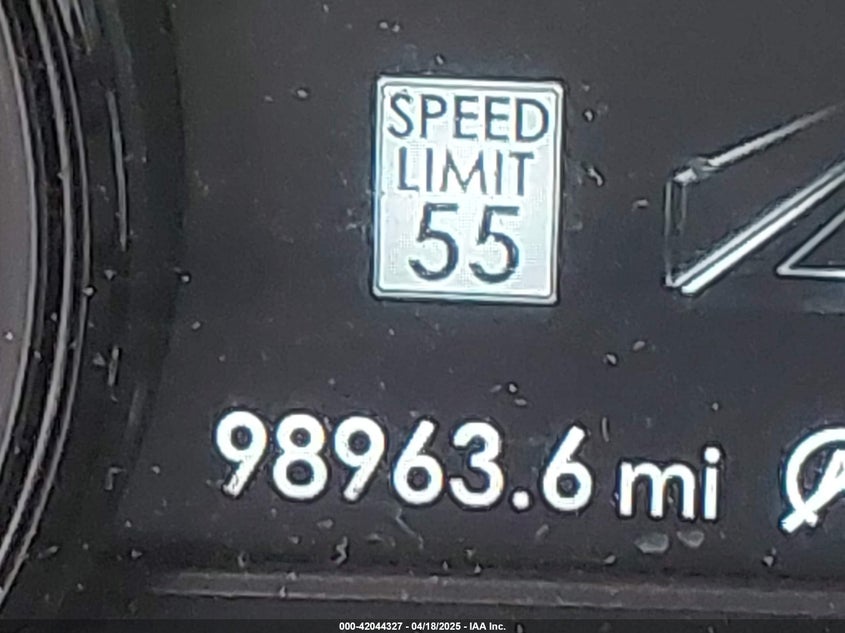 SPEED
LIMIT
55
98963.6 mi
000-42044327 - 04/18/2025 - IAA Inc.